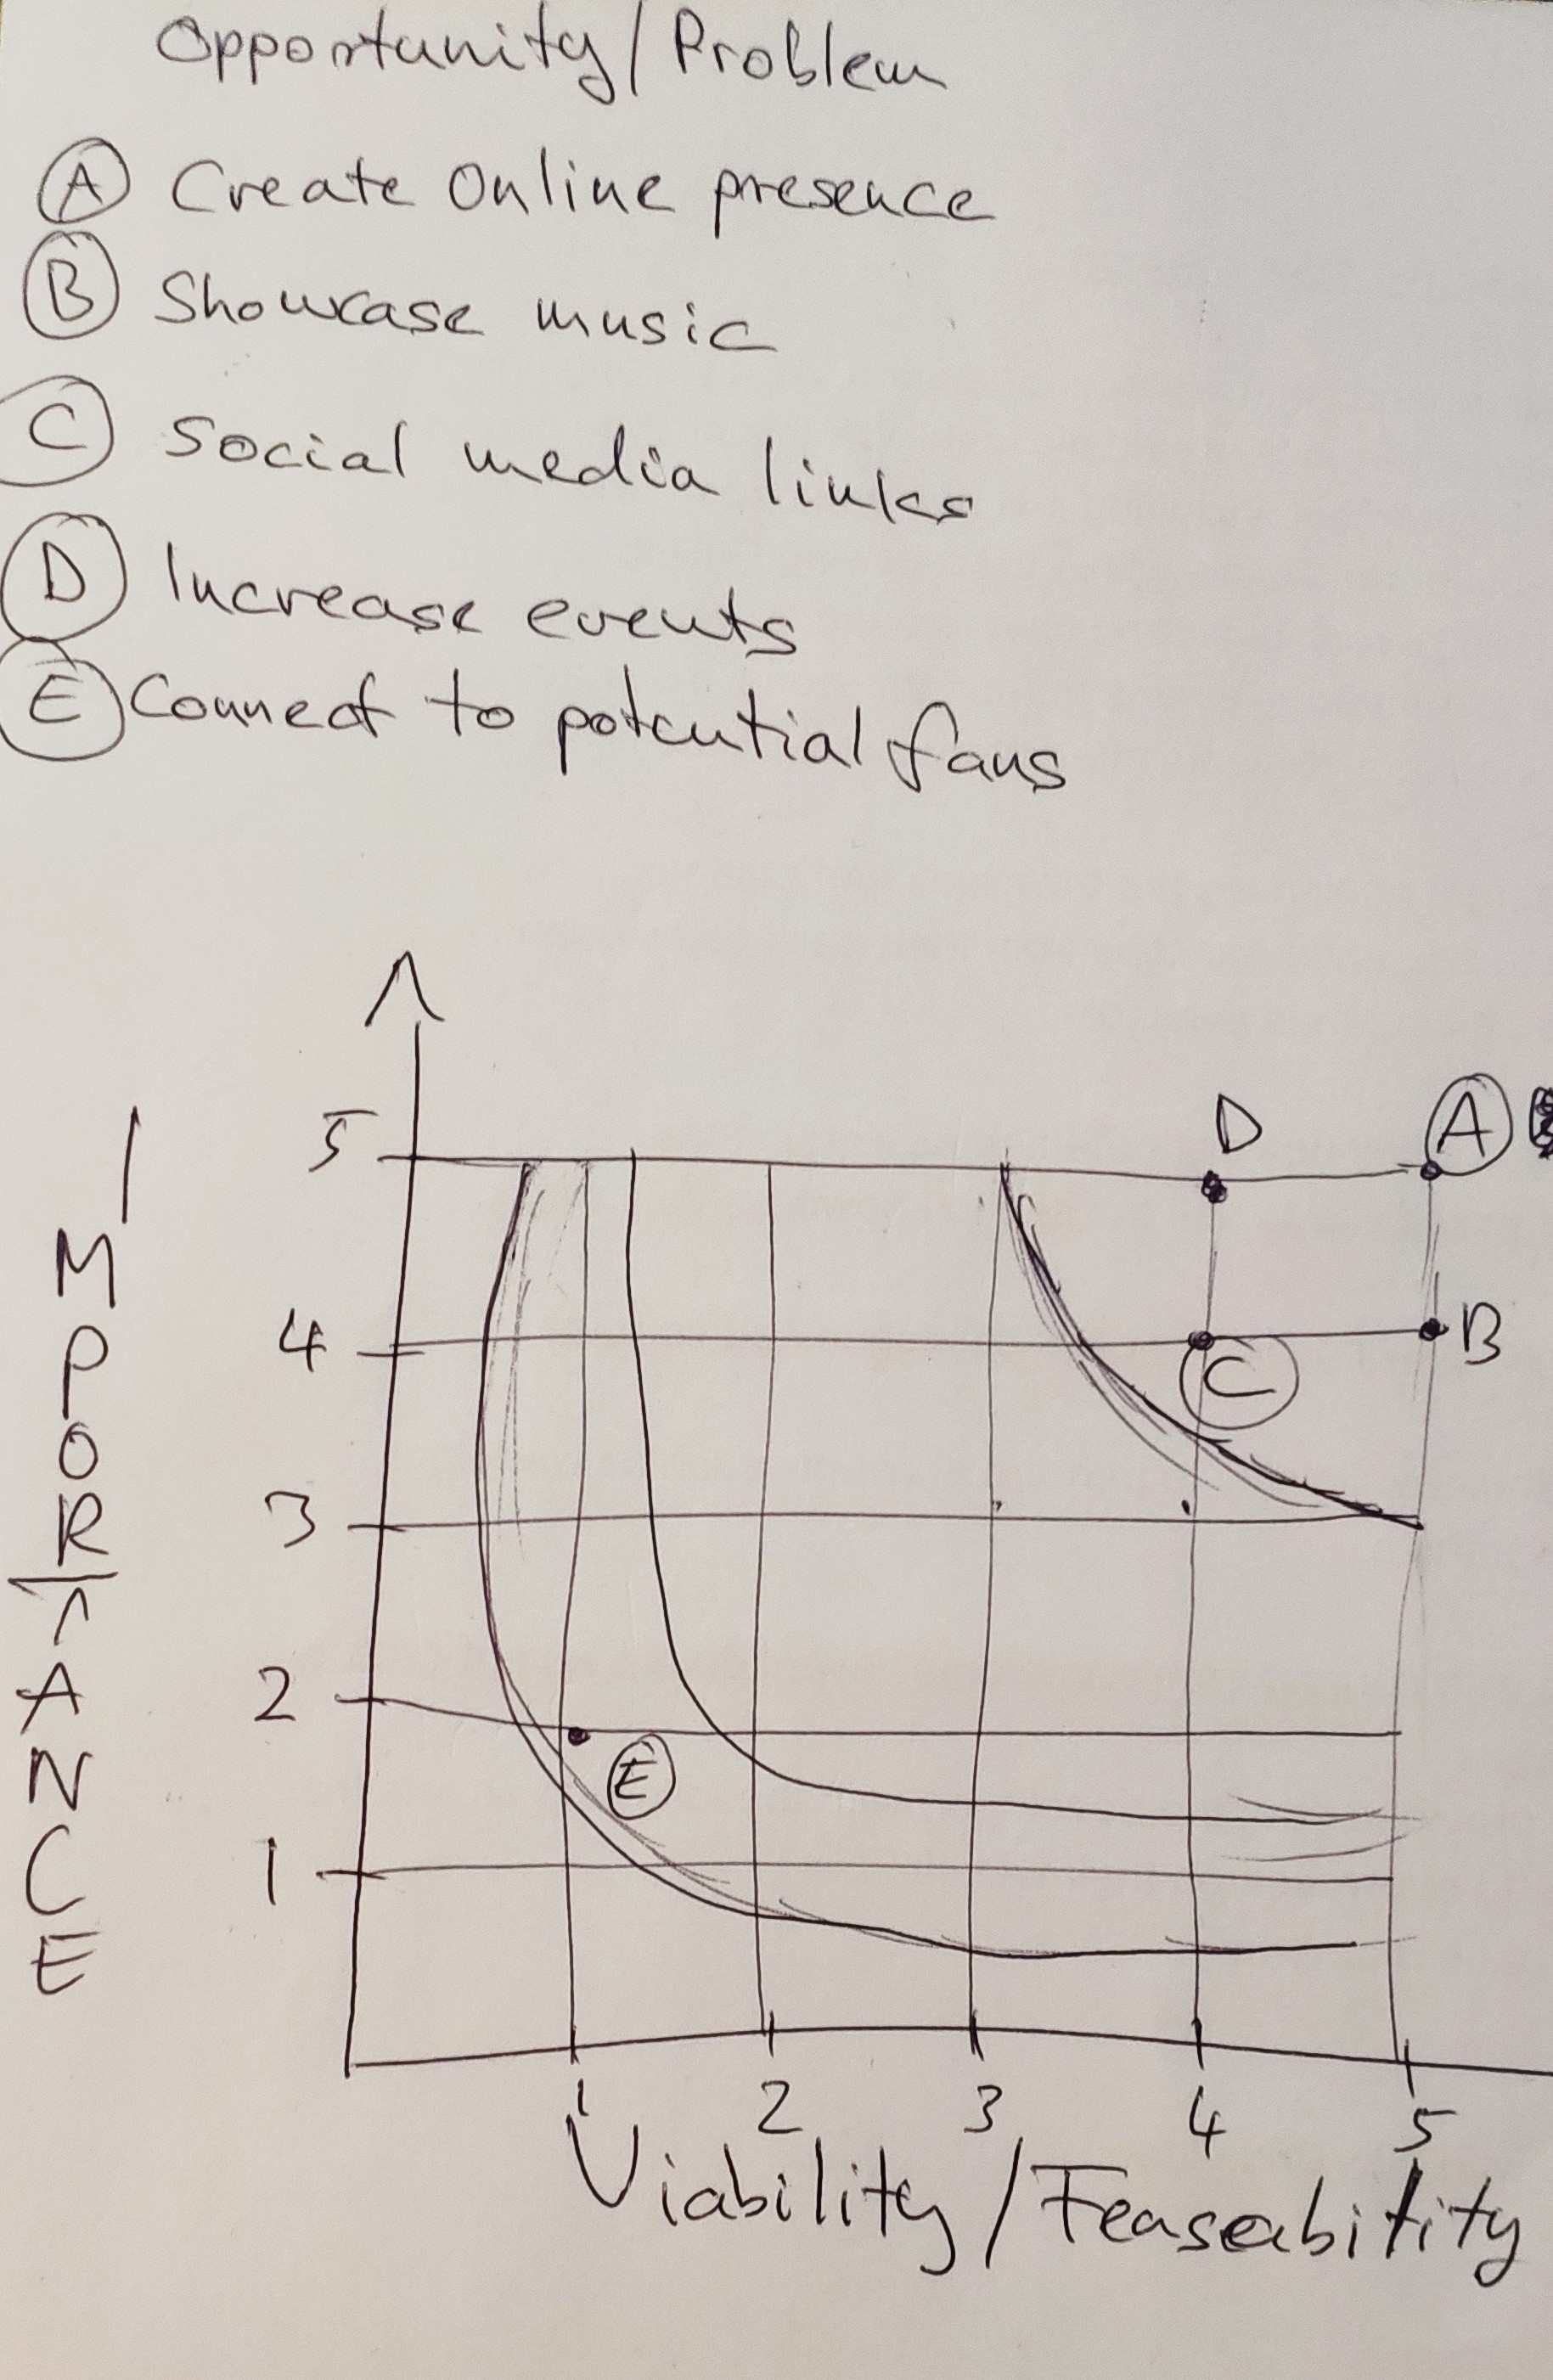 Opportunity/Problem
A Create Online presence
B Showcase music
C Social media links
D Increase events
E Connect to potential fans
D A
5
4 B
C
3
2
E
1
1 2 3 4 5
IMPORTANCE
Viability/Feaseability